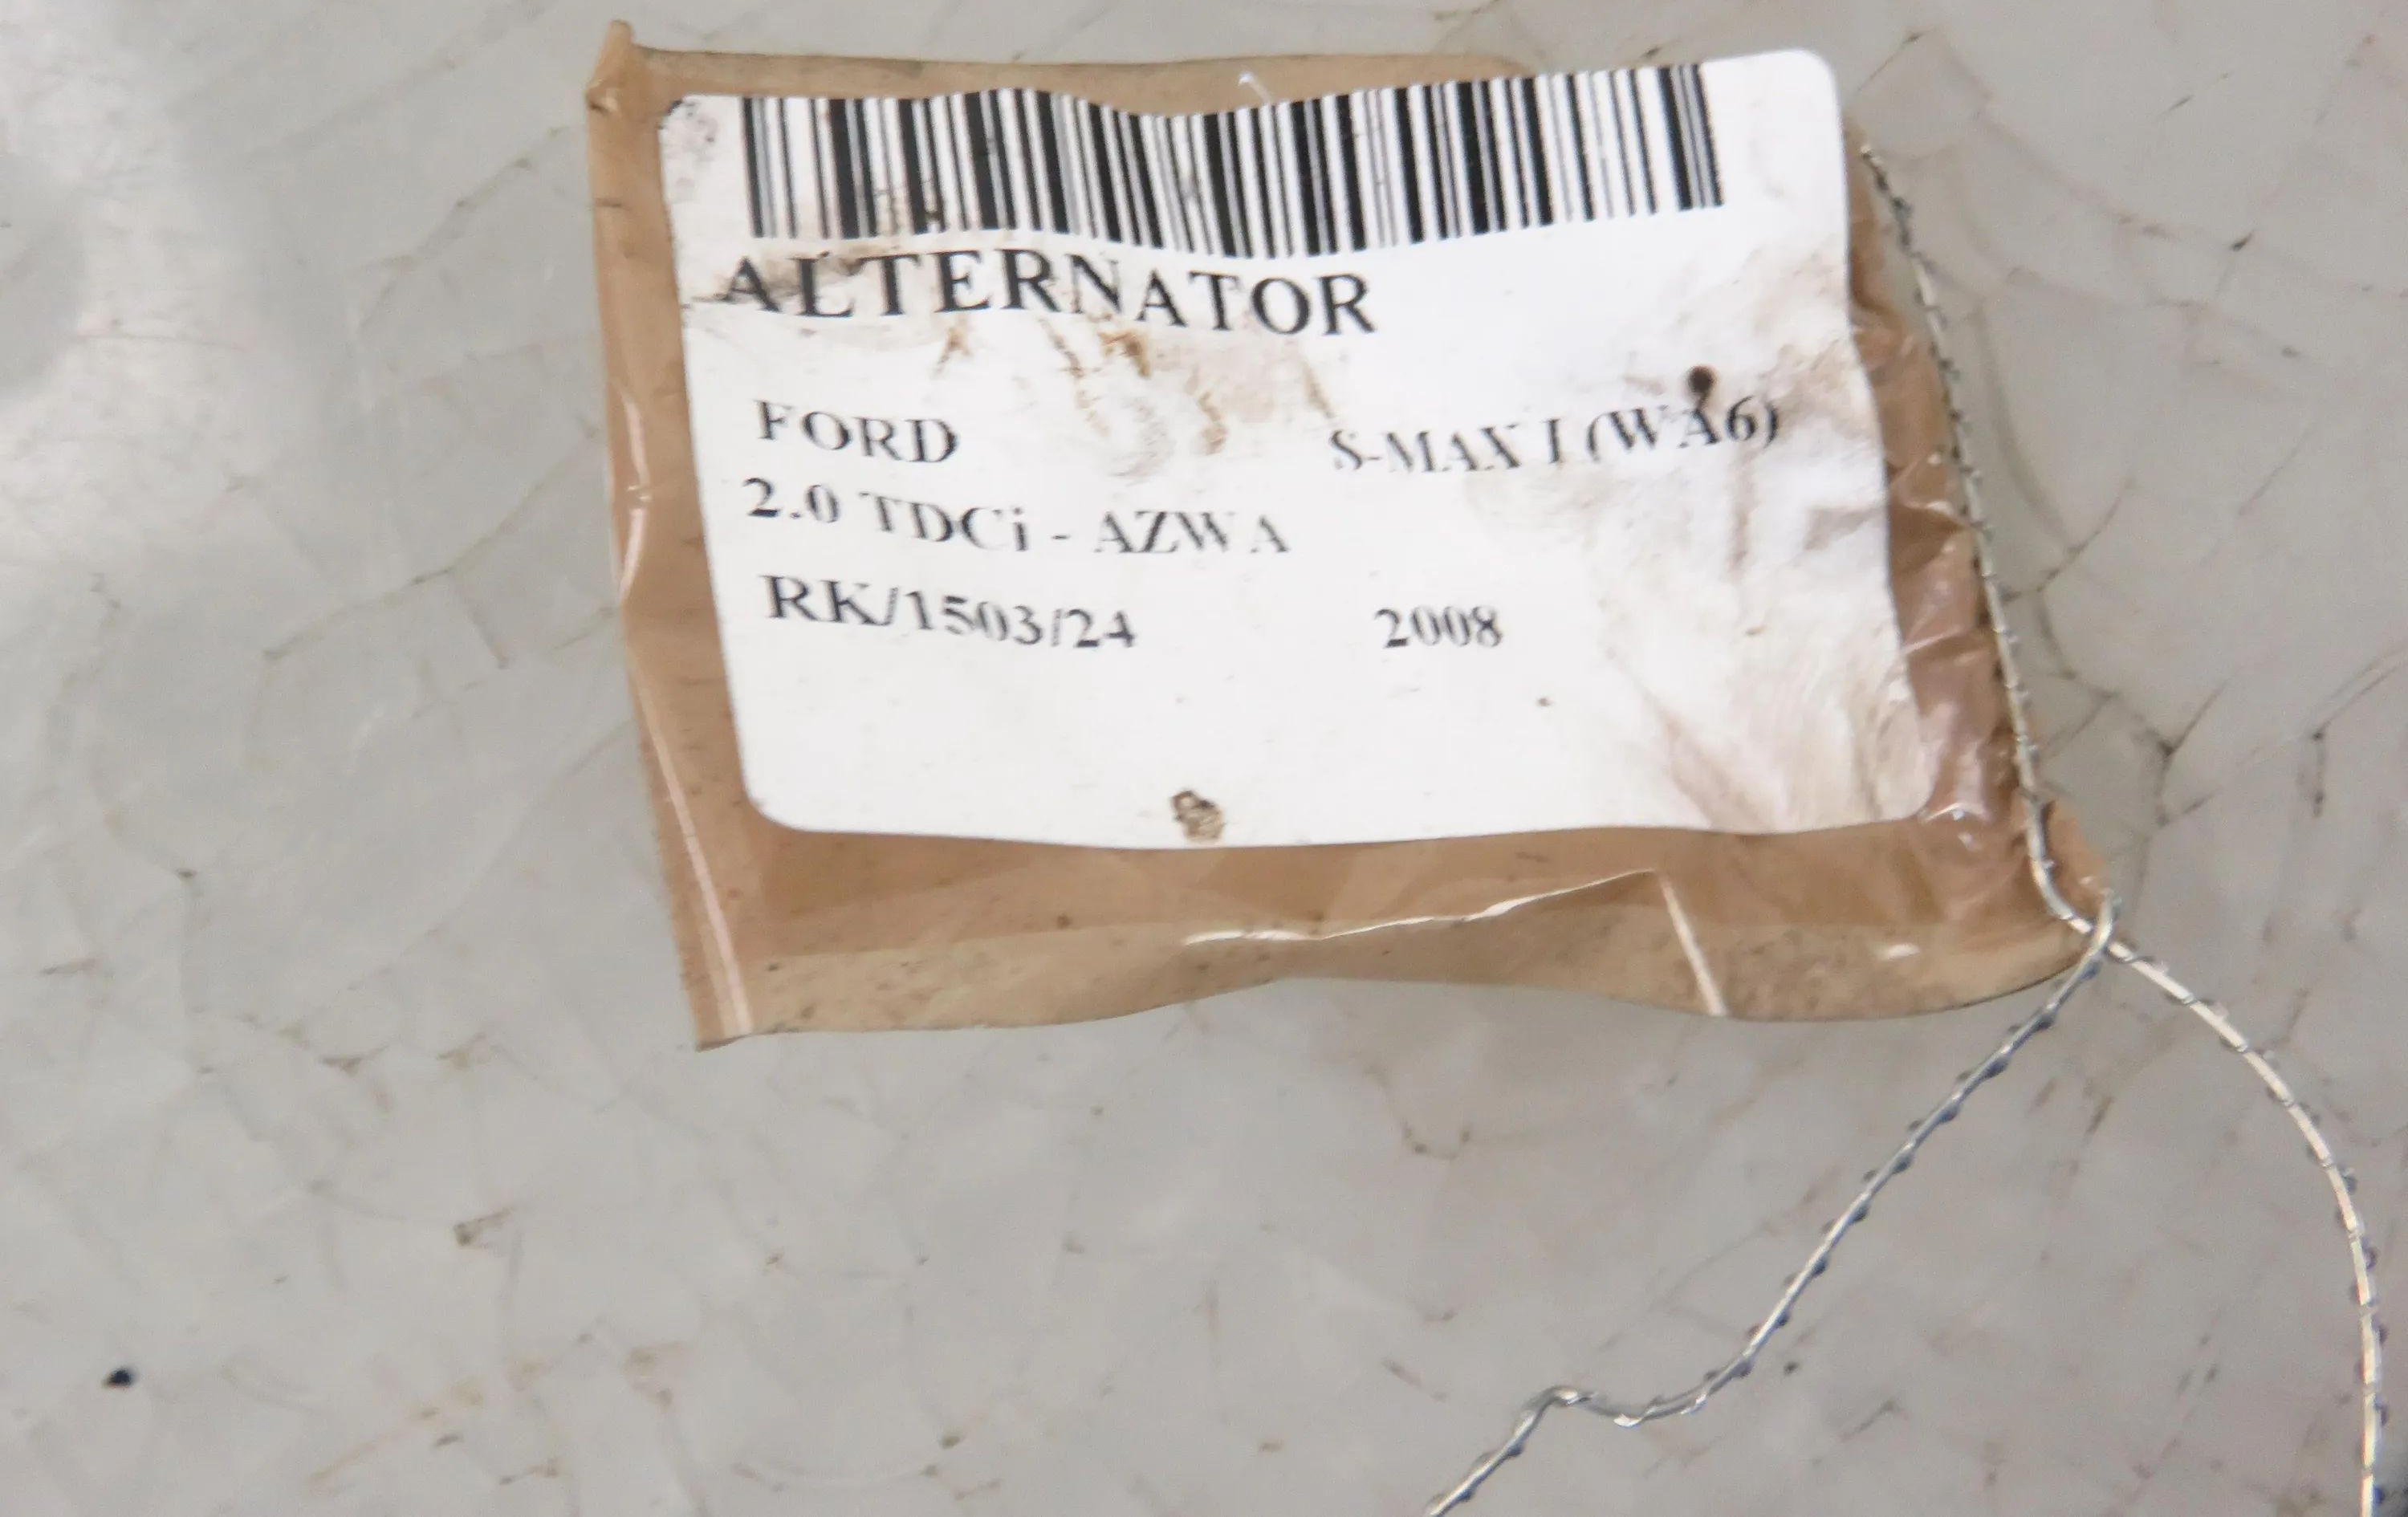 ALTERNATOR
FORD S-MAX I (WA6)
2.0 TDCi - AZWA
RK/1503/24 2008